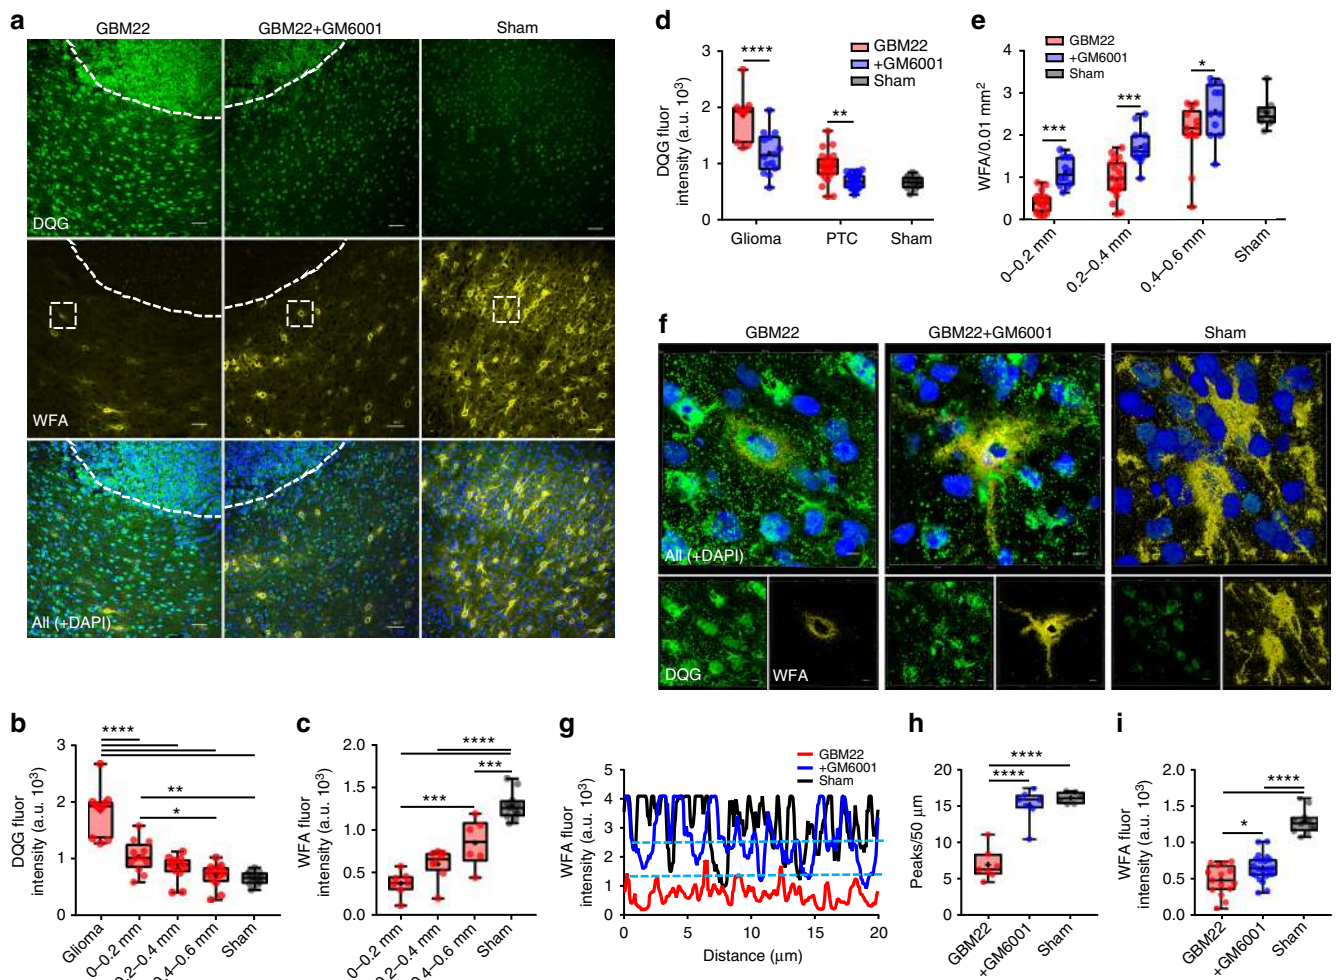 a
GBM22
GBM22+GM6001
Sham
DQG
WFA
All (+DAPI)
d
DQG fluor
intensity (a.u. 10³)
3
2
1
0
****
**
GBM22
+GM6001
Sham
Glioma
PTC
Sham
e
WFA/0.01 mm²
4
3
2
1
0
GBM22
+GM6001
Sham
***
***
*
0–0.2 mm
0.2–0.4 mm
0.4–0.6 mm
Sham
f
GBM22
GBM22+GM6001
Sham
All (+DAPI)
DQG
WFA
b
DQG fluor
intensity (a.u. 10³)
3
2
1
0
****
**
*
Glioma
0–0.2 mm
0.2–0.4 mm
0.4–0.6 mm
Sham
c
WFA fluor
intensity (a.u. 10³)
2.0
1.5
1.0
0.5
0.0
****
***
***
0–0.2 mm
0.2–0.4 mm
0.4–0.6 mm
Sham
g
WFA fluor
intensity (a.u. 10³)
5
4
3
2
1
0
GBM22
+GM6001
Sham
0
5
10
15
20
Distance (μm)
h
Peaks/50 μm
20
15
10
5
0
****
****
GBM22
+GM6001
Sham
i
WFA fluor
intensity (a.u. 10³)
2.0
1.5
1.0
0.5
0.0
****
*
GBM22
+GM6001
Sham